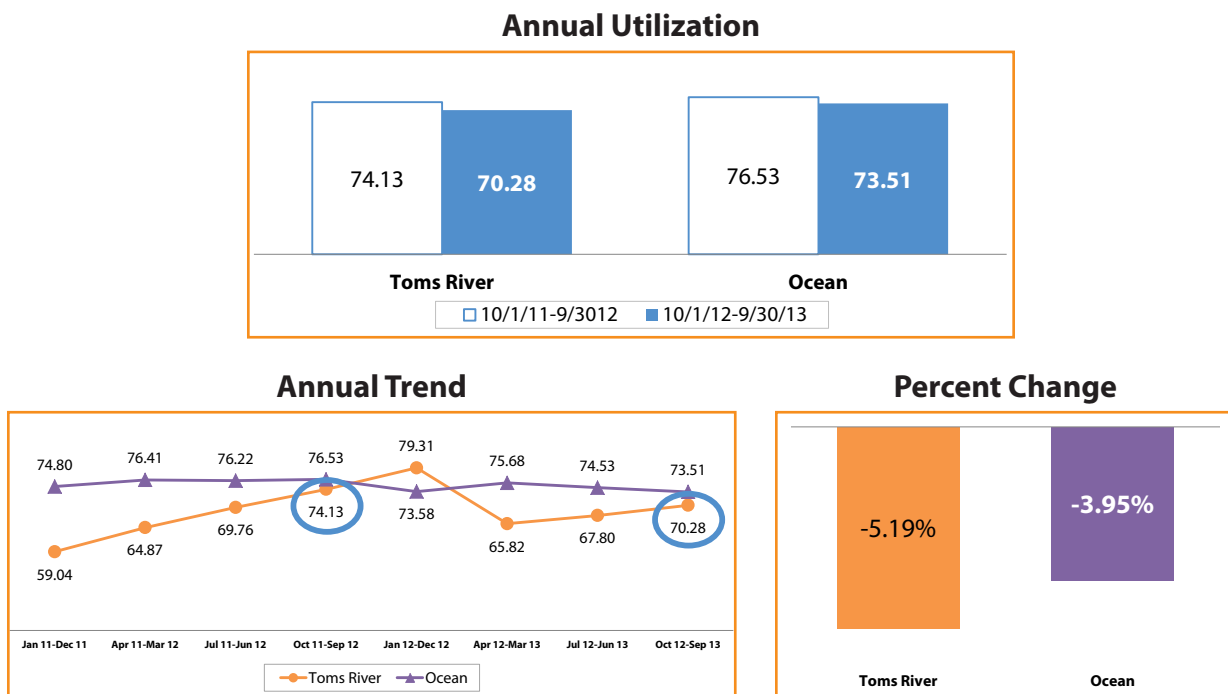 Annual Utilization
74.13 70.28 76.53 73.51
Toms River Ocean
10/1/11-9/3012 10/1/12-9/30/13
Annual Trend
74.80 76.41 76.22 76.53 79.31 75.68 74.53 73.51
59.04 64.87 69.76 74.13 73.58 65.82 67.80 70.28
Jan 11-Dec 11 Apr 11-Mar 12 Jul 11-Jun 12 Oct 11-Sep 12 Jan 12-Dec 12 Apr 12-Mar 13 Jul 12-Jun 13 Oct 12-Sep 13
Toms River Ocean
Percent Change
-5.19% -3.95%
Toms River Ocean